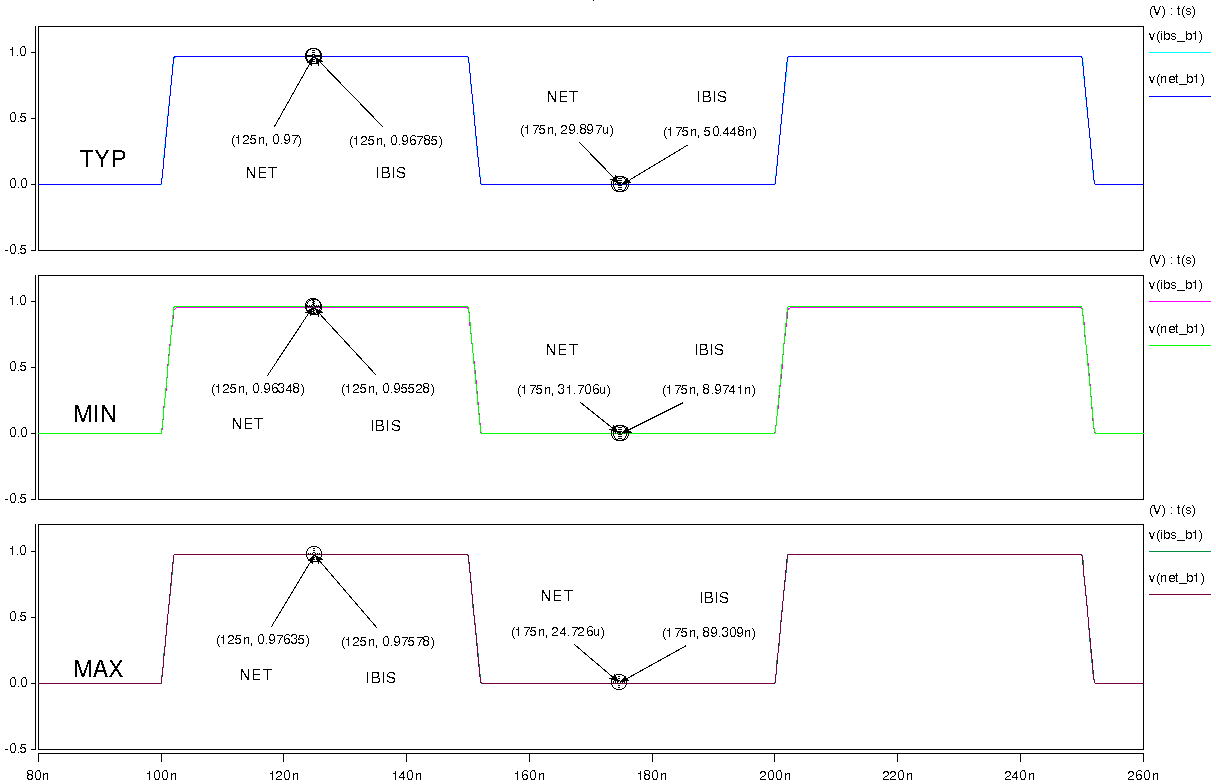 (V) : t(s)
v(ibs_b1)
v(net_b1)
1.0
0.5
0.0
-0.5
TYP
(125n, 0.97)
(125n, 0.96785)
NET
IBIS
NET
IBIS
(175n, 29.897u)
(175n, 50.448n)
(V) : t(s)
v(ibs_b1)
v(net_b1)
1.0
0.5
0.0
-0.5
MIN
(125n, 0.96348)
(125n, 0.95528)
NET
IBIS
NET
IBIS
(175n, 31.706u)
(175n, 8.9741n)
(V) : t(s)
v(ibs_b1)
v(net_b1)
1.0
0.5
0.0
-0.5
MAX
(125n, 0.97635)
(125n, 0.97578)
NET
IBIS
NET
IBIS
(175n, 24.726u)
(175n, 89.309n)
80n 100n 120n 140n 160n 180n 200n 220n 240n 260n